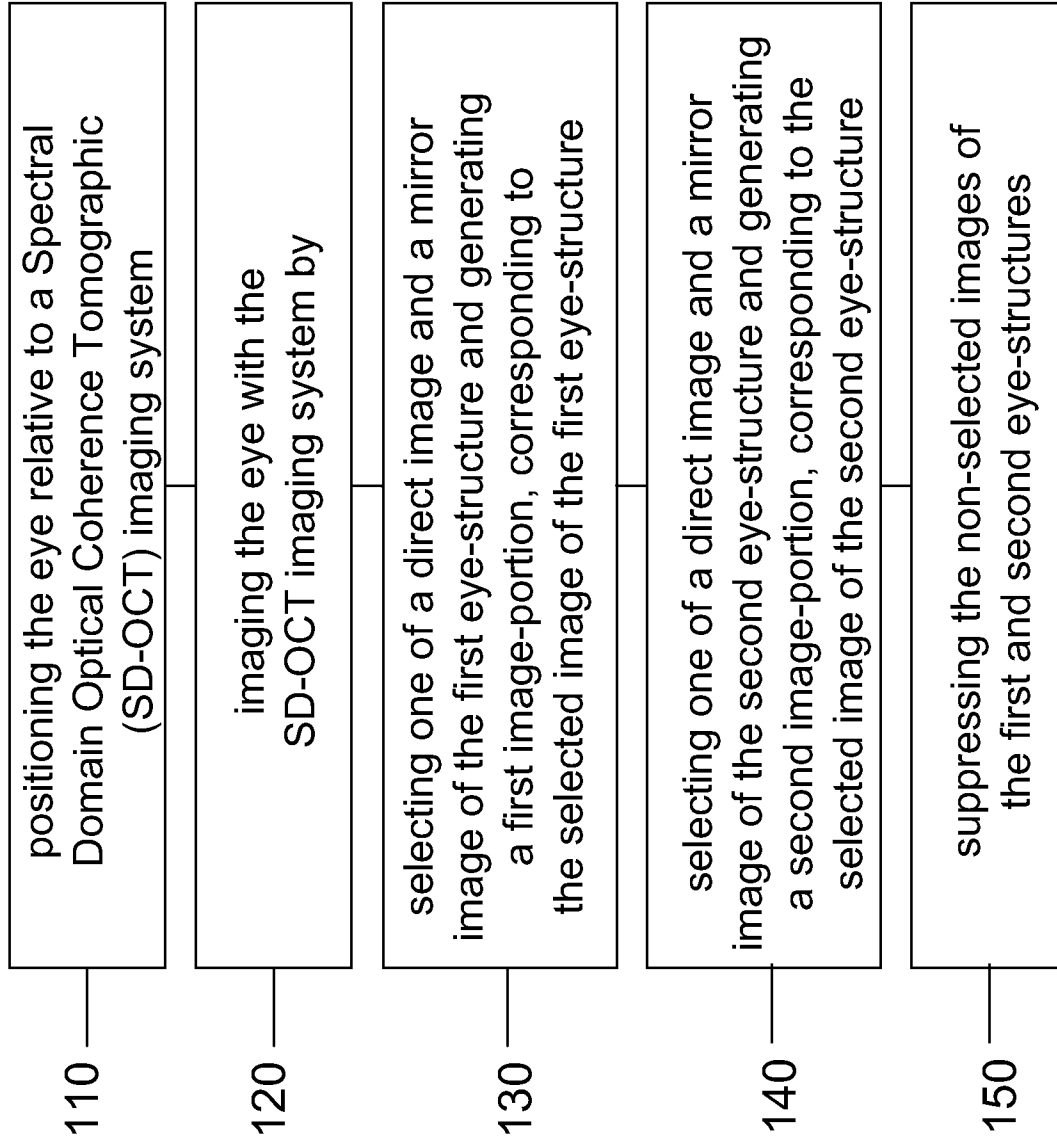 110
positioning the eye relative to a Spectral
Domain Optical Coherence Tomographic
(SD-OCT) imaging system
120
imaging the eye with the
SD-OCT imaging system by
130
selecting one of a direct image and a mirror
image of the first eye-structure and generating
a first image-portion, corresponding to
the selected image of the first eye-structure
140
selecting one of a direct image and a mirror
image of the second eye-structure and generating
a second image-portion, corresponding to the
selected image of the second eye-structure
150
suppressing the non-selected images of
the first and second eye-structures